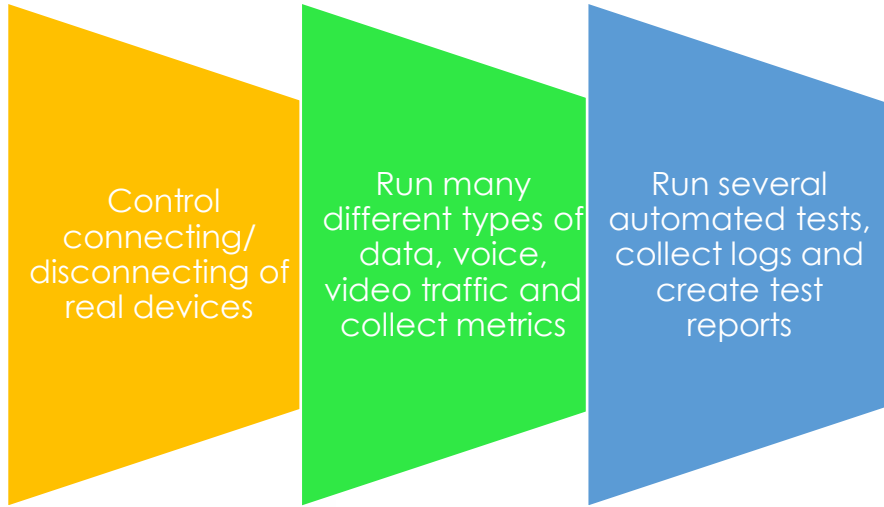 Control
connecting/
disconnecting of
real devices
Run many
different types of
data, voice,
video traffic and
collect metrics
Run several
automated tests,
collect logs and
create test
reports